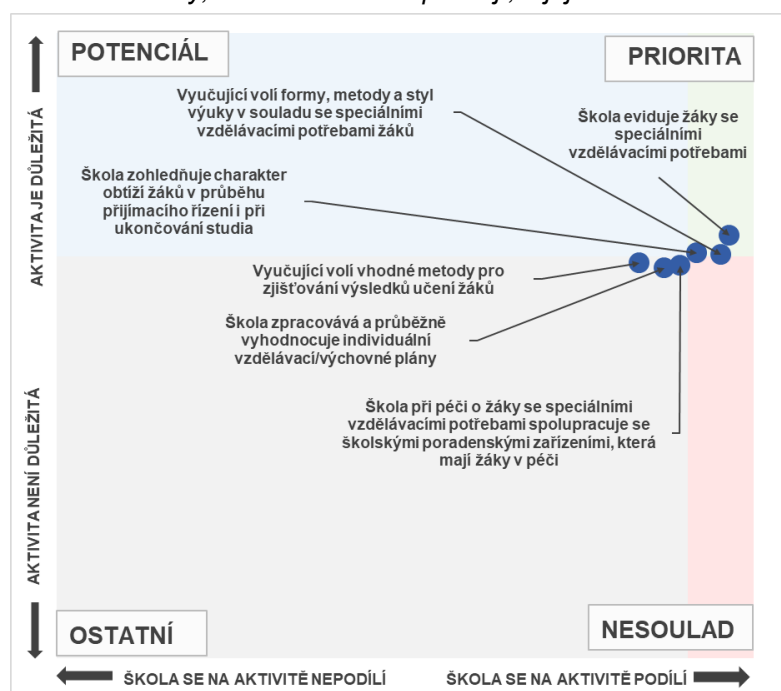 POTENCIÁL
PRIORITA
Vyučující volí formy, metody a styl
výuky v souladu se speciálními
vzdělávacími potřebami žáků
Škola eviduje žáky se
speciálními
vzdělávacími potřebami
Škola zohledňuje charakter
obtíží žáků v průběhu
přijímacího řízení i při
ukončování studia
Vyučující volí vhodné metody pro
zjišťování výsledků učení žáků
Škola zpracovává a průběžně
vyhodnocuje individuální
vzdělávací/výchovné plány
Škola při péči o žáky se speciálními
vzdělávacími potřebami spolupracuje se
školskými poradenskými zařízeními, která
mají žáky v péči
AKTIVITA JE DŮLEŽITÁ
AKTIVITA NENÍ DŮLEŽITÁ
OSTATNÍ
NESOULAD
ŠKOLA SE NA AKTIVITĚ NEPODÍLÍ
ŠKOLA SE NA AKTIVITĚ PODÍLÍ